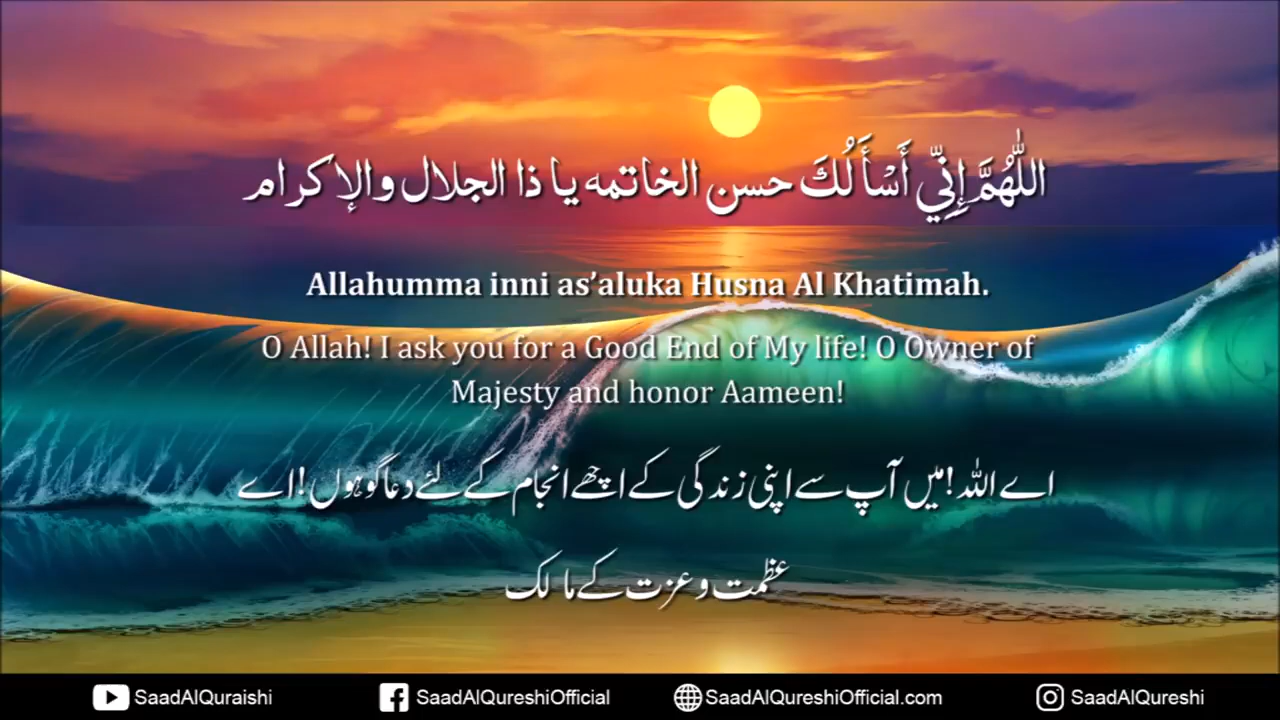 اللّٰهُمَّ إِنِّي أَسْأَلُكَ حسن الخاتمه يا ذا الجلال والإكرام
Allahumma inni as’aluka Husna Al Khatimah.
O Allah! I ask you for a Good End of My life! O Owner of
Majesty and honor Aameen!
اے اللہ!میں آپ سے اپنی زندگی کے اچھے انجام کے لئے دعاگو ہوں!اے
عظمت و عزت کے مالک
SaadAlQuraishi SaadAlQureshiOfficial SaadAlQureshiOfficial.com SaadAlQureshi